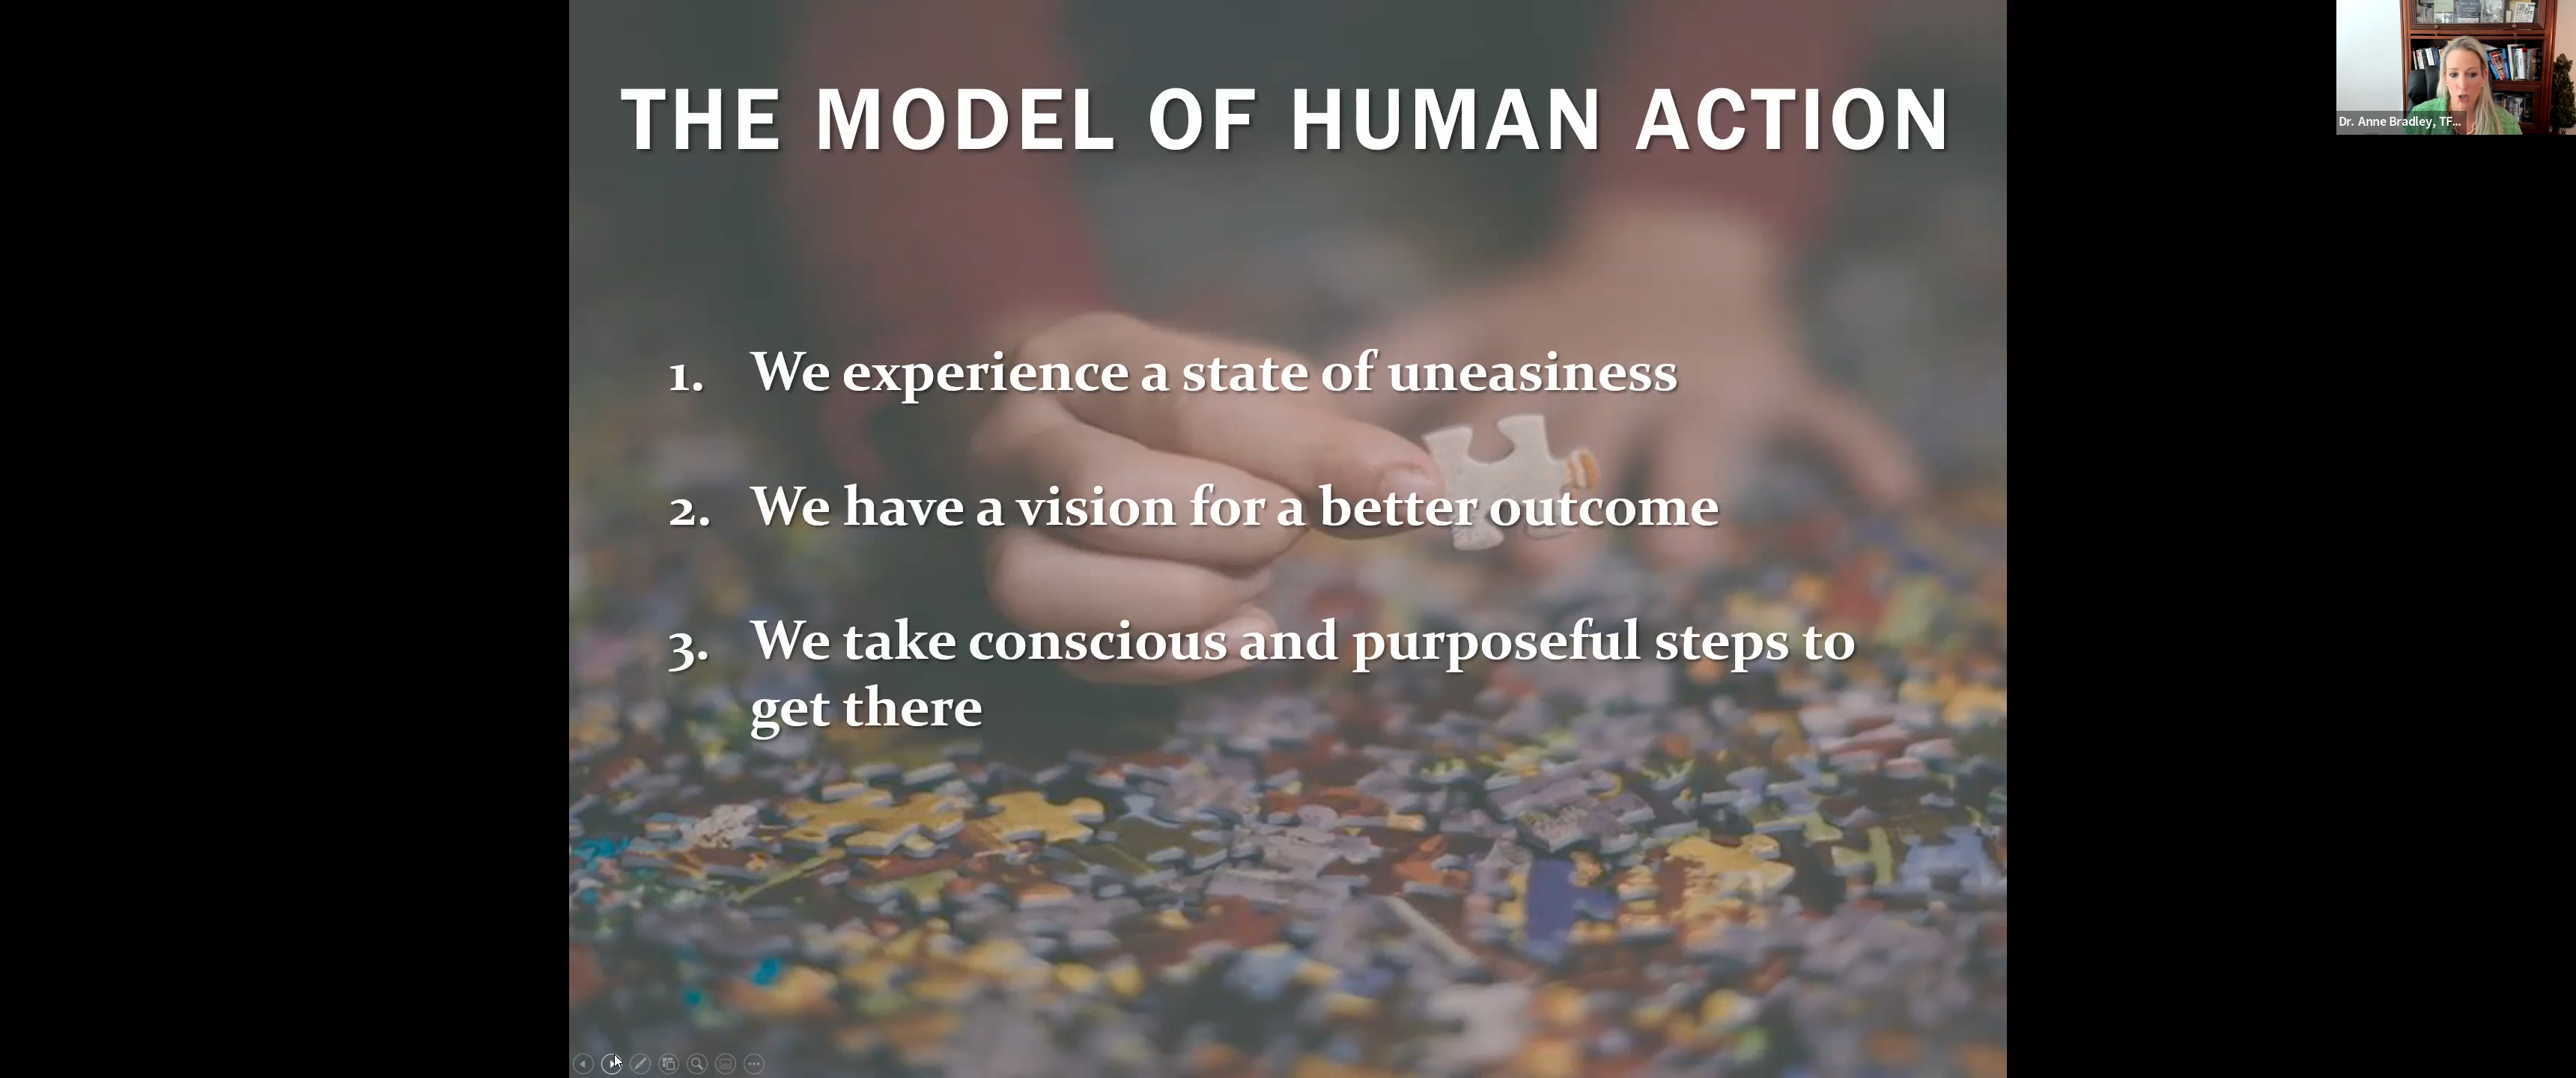 THE MODEL OF HUMAN ACTION
1. We experience a state of uneasiness
2. We have a vision for a better outcome
3. We take conscious and purposeful steps to
get there
Dr. Anne Bradley, TF...